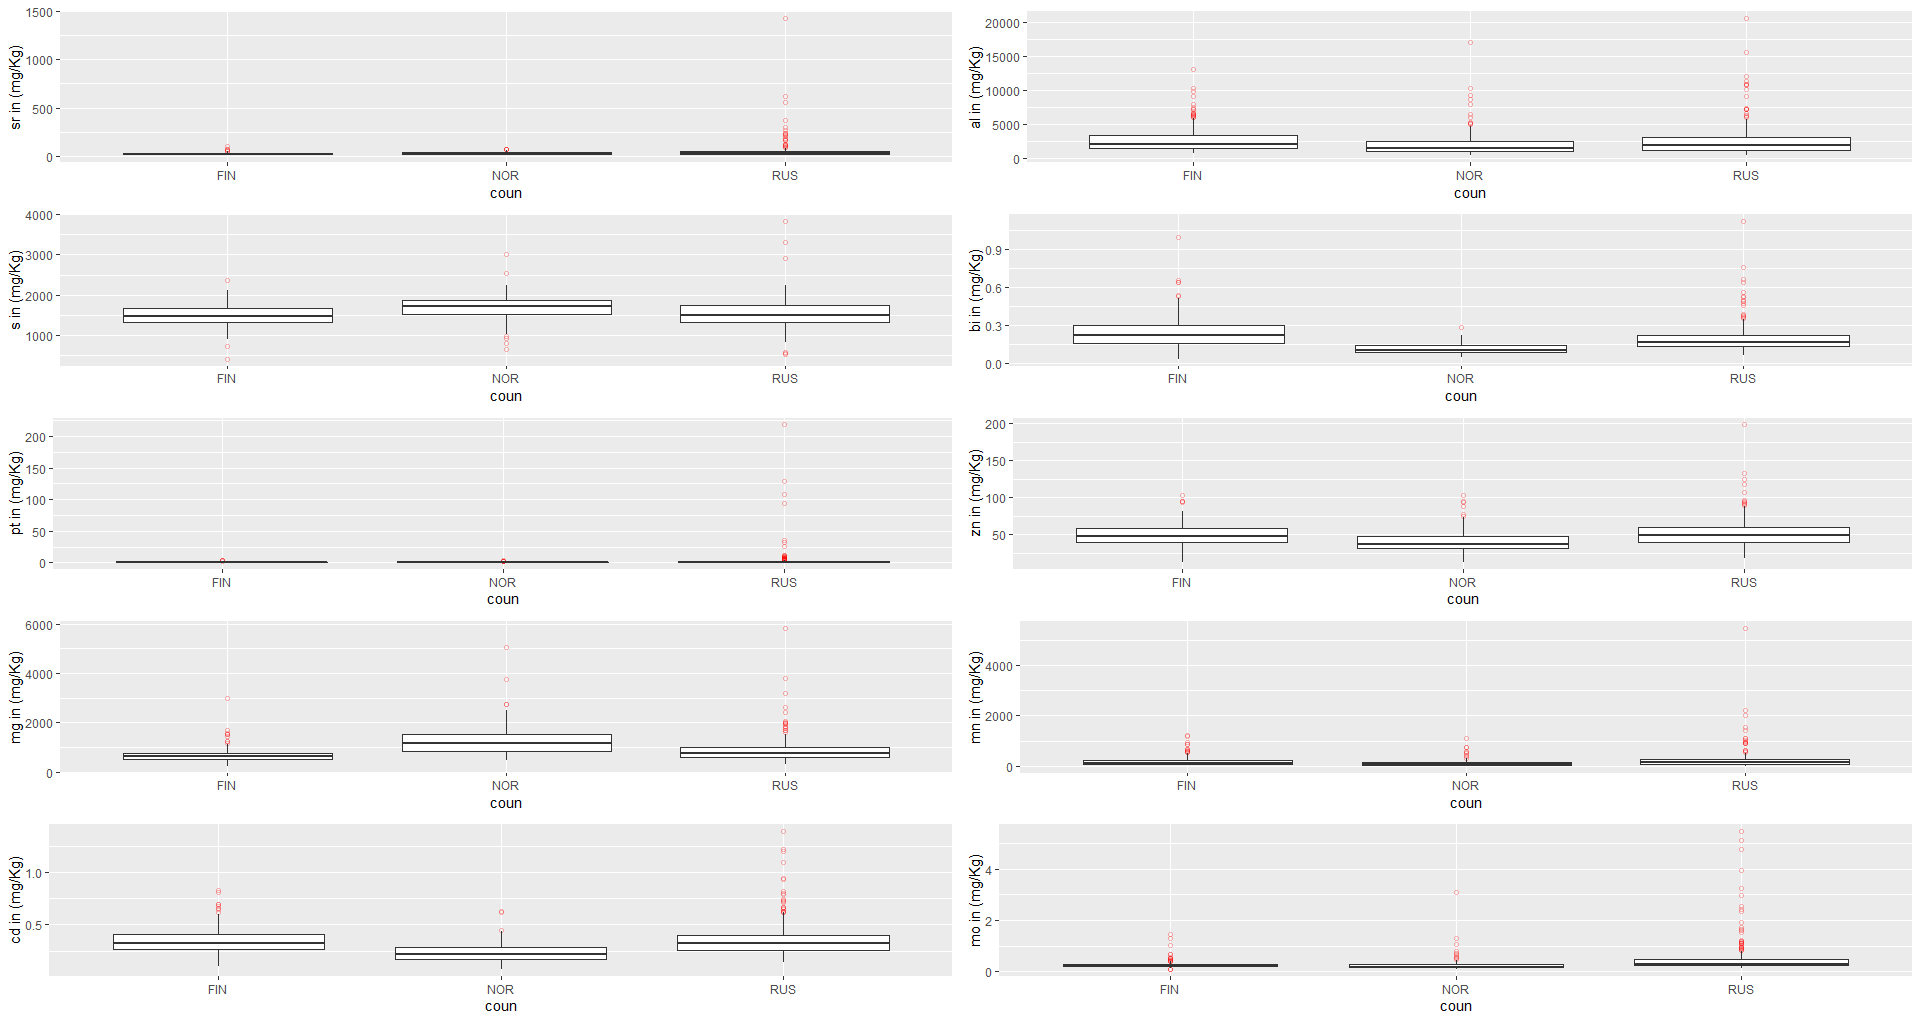 sr in (mg/Kg)
1500
1000
500
0
FIN
NOR
RUS
coun
al in (mg/Kg)
20000
15000
10000
5000
0
FIN
NOR
RUS
coun
s in (mg/Kg)
4000
3000
2000
1000
FIN
NOR
RUS
coun
bi in (mg/Kg)
0.9
0.6
0.3
0.0
FIN
NOR
RUS
coun
pt in (mg/Kg)
200
150
100
50
0
FIN
NOR
RUS
coun
zn in (mg/Kg)
200
150
100
50
FIN
NOR
RUS
coun
mg in (mg/Kg)
6000
4000
2000
0
FIN
NOR
RUS
coun
mn in (mg/Kg)
4000
2000
0
FIN
NOR
RUS
coun
cd in (mg/Kg)
1.0
0.5
FIN
NOR
RUS
coun
mo in (mg/Kg)
4
2
0
FIN
NOR
RUS
coun